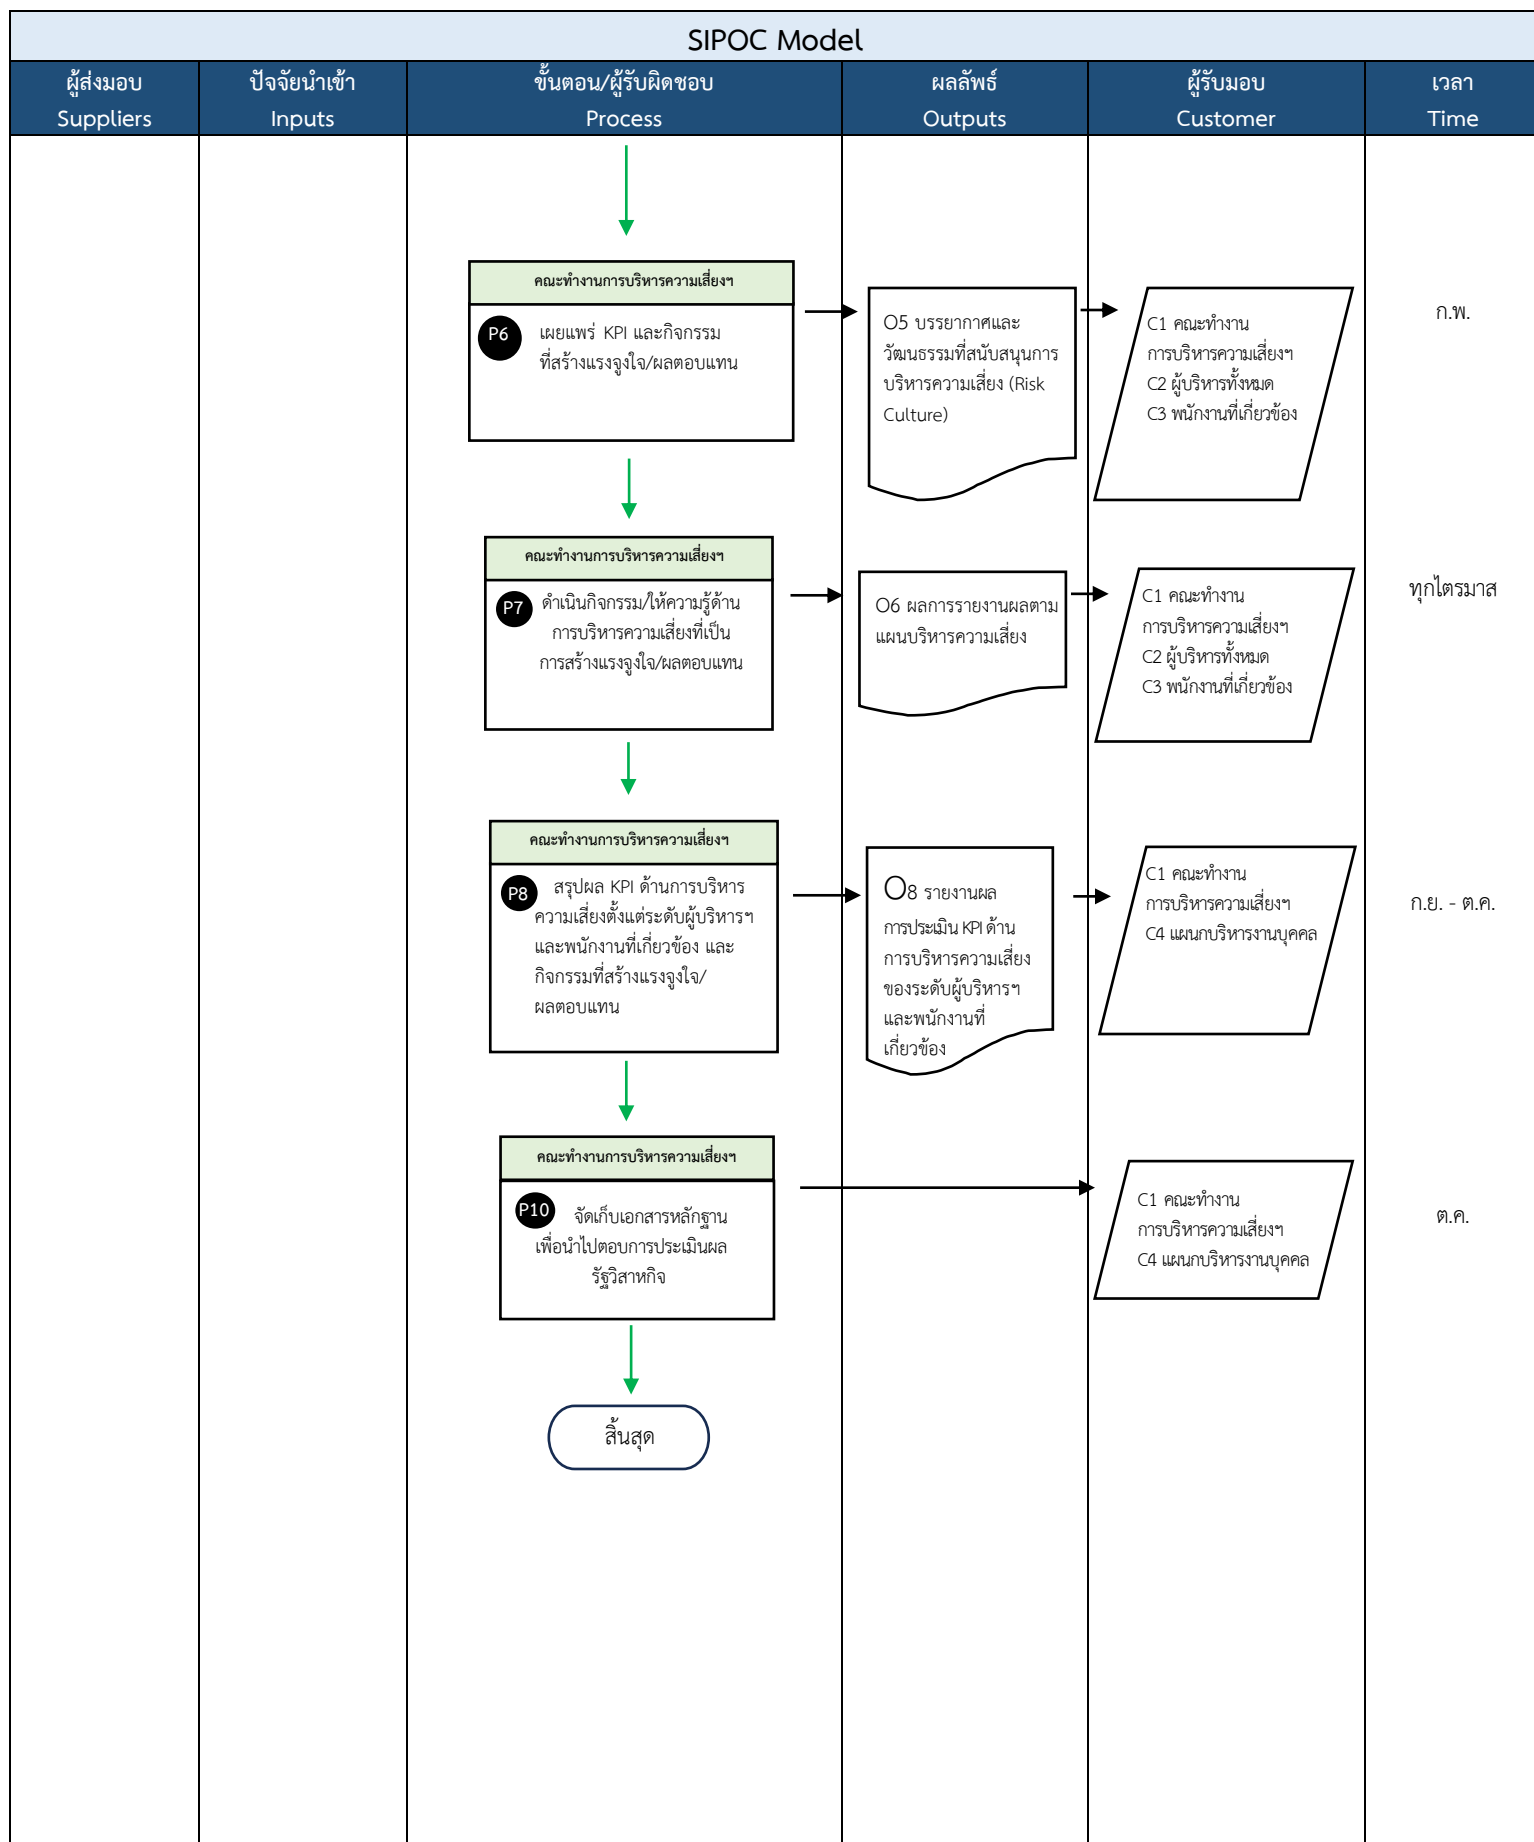 SIPOC Model
ผู้ส่งมอบ
Suppliers
ปัจจัยนำเข้า
Inputs
ขั้นตอน/ผู้รับผิดชอบ
Process
ผลลัพธ์
Outputs
ผู้รับมอบ
Customer
เวลา
Time
คณะทำงานการบริหารความเสี่ยงฯ
P6
เผยแพร่ KPI และกิจกรรม
ที่สร้างแรงจูงใจ/ผลตอบแทน
O5 บรรยากาศและ
วัฒนธรรมที่สนับสนุนการ
บริหารความเสี่ยง (Risk
Culture)
C1 คณะทำงาน
การบริหารความเสี่ยงฯ
C2 ผู้บริหารทั้งหมด
C3 พนักงานที่เกี่ยวข้อง
ก.พ.
คณะทำงานการบริหารความเสี่ยงฯ
P7
ดำเนินกิจกรรม/ให้ความรู้ด้าน
การบริหารความเสี่ยงที่เป็น
การสร้างแรงจูงใจ/ผลตอบแทน
O6 ผลการรายงานผลตาม
แผนบริหารความเสี่ยง
C1 คณะทำงาน
การบริหารความเสี่ยงฯ
C2 ผู้บริหารทั้งหมด
C3 พนักงานที่เกี่ยวข้อง
ทุกไตรมาส
คณะทำงานการบริหารความเสี่ยงฯ
P8
สรุปผล KPI ด้านการบริหาร
ความเสี่ยงตั้งแต่ระดับผู้บริหารฯ
และพนักงานที่เกี่ยวข้อง และ
กิจกรรมที่สร้างแรงจูงใจ/
ผลตอบแทน
O8 รายงานผล
การประเมิน KPI ด้าน
การบริหารความเสี่ยง
ของระดับผู้บริหารฯ
และพนักงานที่
เกี่ยวข้อง
C1 คณะทำงาน
การบริหารความเสี่ยงฯ
C4 แผนกบริหารงานบุคคล
ก.ย. - ต.ค.
คณะทำงานการบริหารความเสี่ยงฯ
P10
จัดเก็บเอกสารหลักฐาน
เพื่อนำไปตอบการประเมินผล
รัฐวิสาหกิจ
C1 คณะทำงาน
การบริหารความเสี่ยงฯ
C4 แผนกบริหารงานบุคคล
ต.ค.
สิ้นสุด